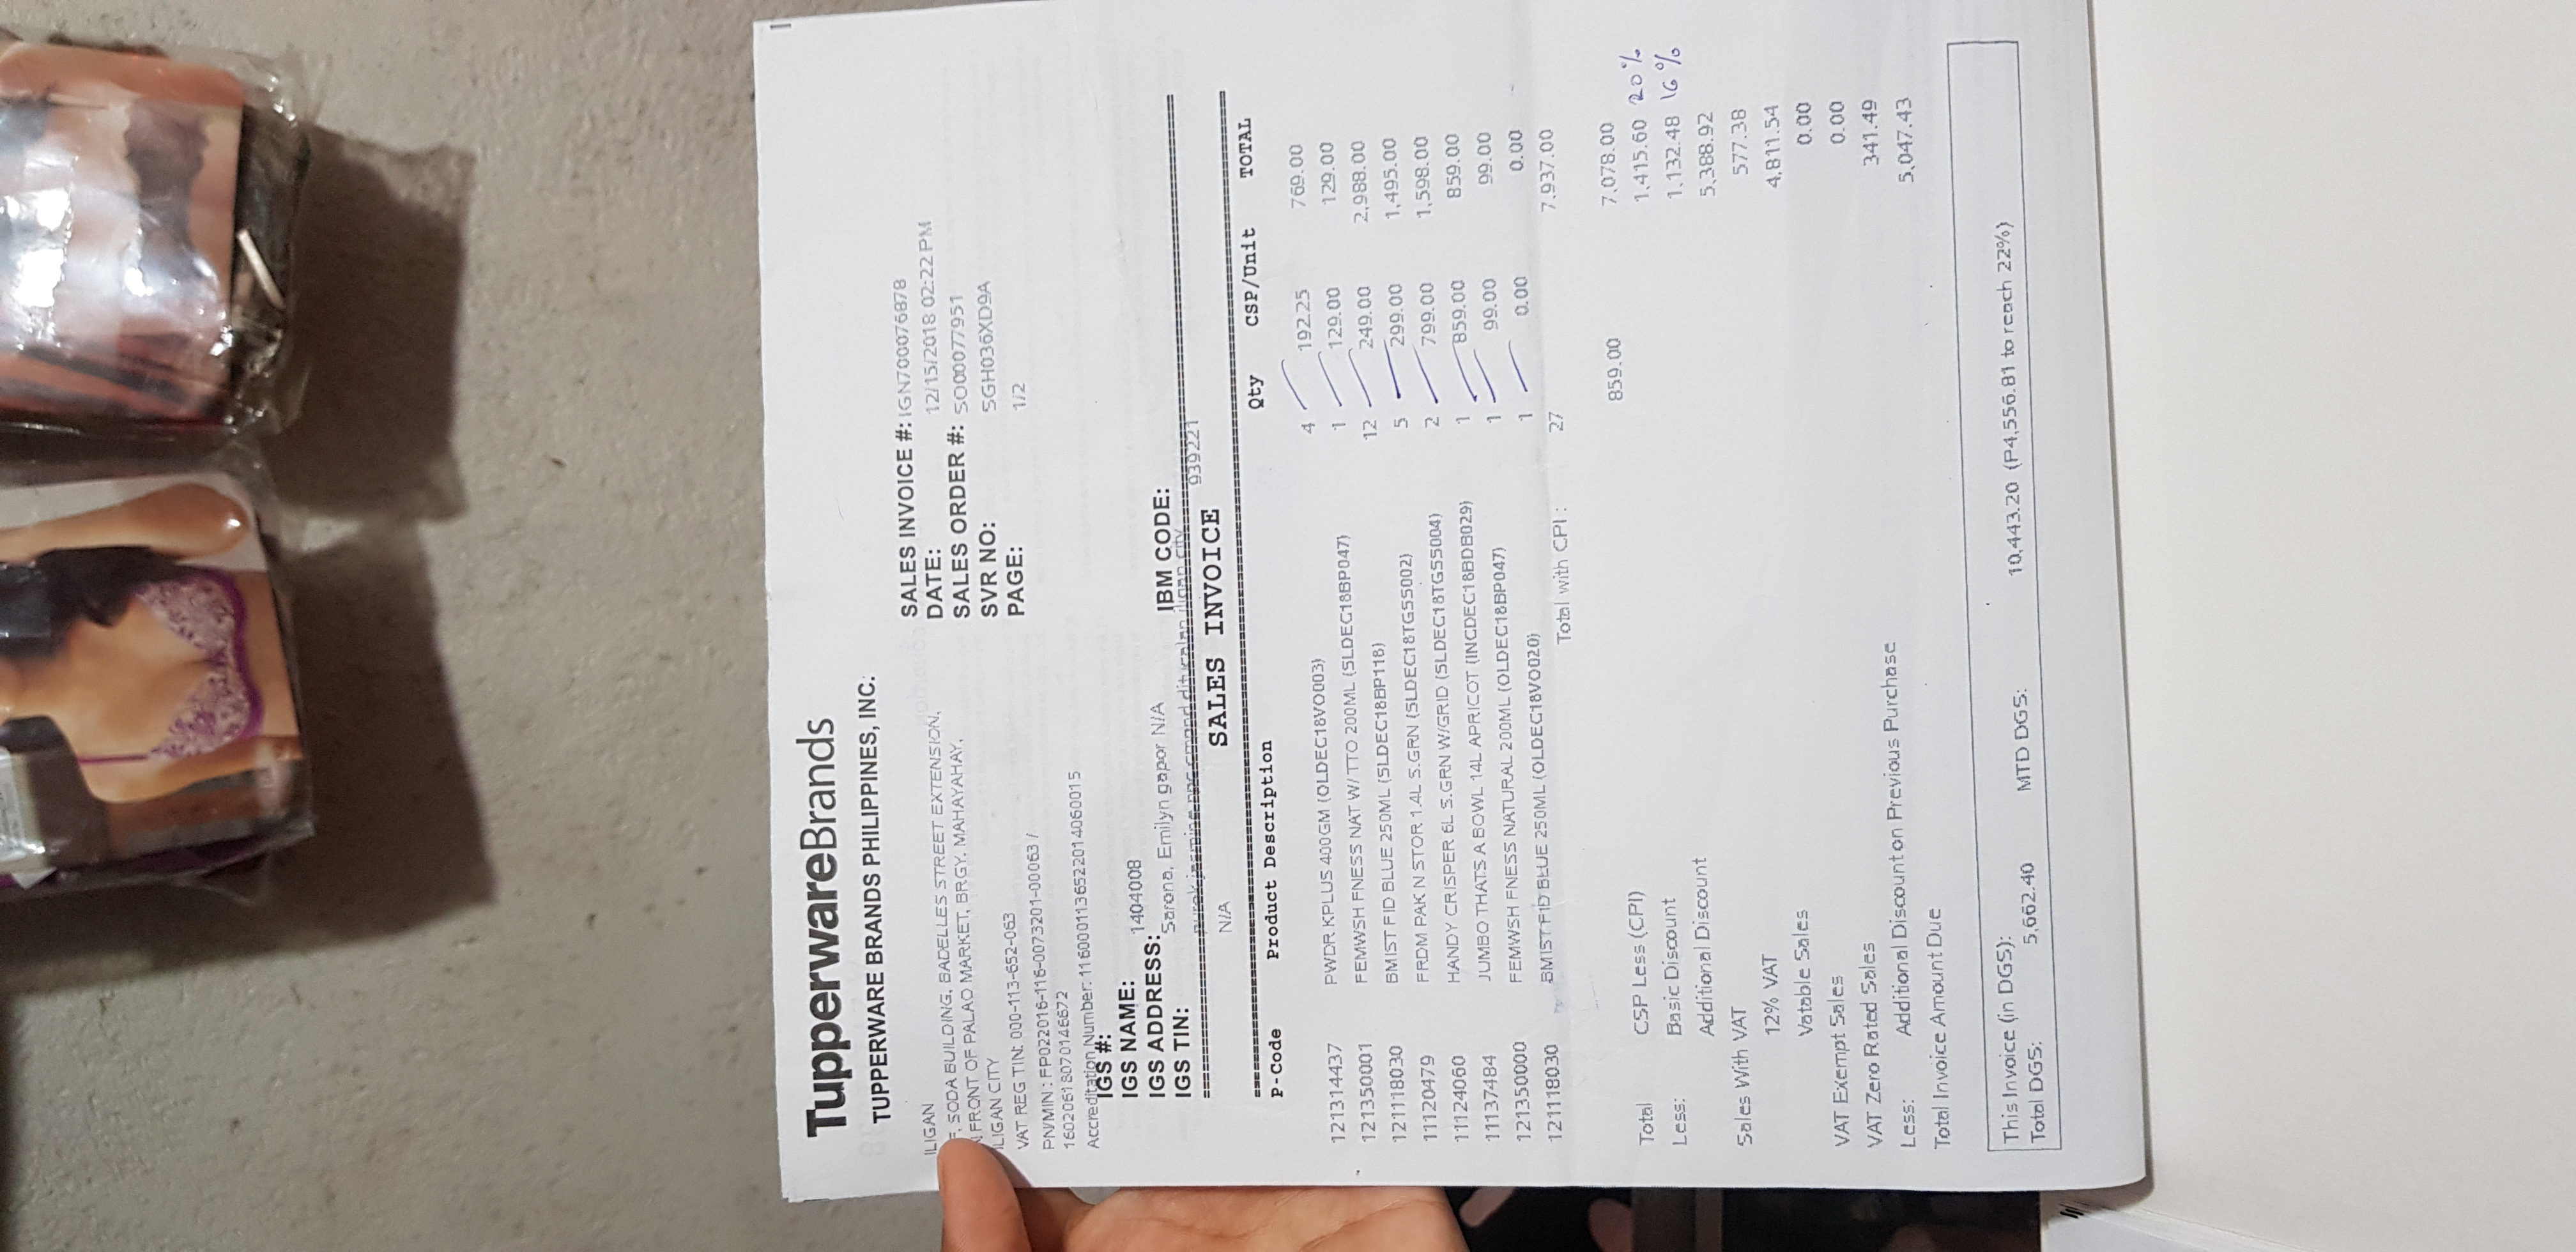 TupperwareBrands
TUPPERWARE BRANDS PHILIPPINES, INC.
ILIGAN
SODA BUILDING, BADELLES STREET EXTENSION,
FRONT OF PALAO MARKET, BRGY. MAHAYAHAY,
ILIGAN CITY
VAT REG TIN: 000-113-652-063
PN/MIN : FP022016-116-0073201-00063 /
16020618070146672
Accreditation Number: 1160001136522014060015
SALES INVOICE #: IGN700076878
DATE: 12/15/2018 02:22 PM
SALES ORDER #: SO00077951
SVR NO: SGH036XD9A
PAGE: 1/2
IGS #:
IGS NAME: 1404008
IGS ADDRESS: Sarona, Emilyn gapor N/A
IGS TIN: purok jasmine npc cmpnd ditucalan iligan city
IBM CODE: 939221
N/A
SALES INVOICE
P-Code Product Description Qty CSP/Unit TOTAL
121314437 PWDR KPLUS 400GM (OLDEC18VO003) 4 192.25 769.00
121350001 FEMWSH FNESS NAT W/ TTO 200ML (SLDEC18BP047) 1 129.00 129.00
121118030 BMIST FID BLUE 250ML (SLDEC18BP118) 12 249.00 2,988.00
11120479 FRDM PAK N STOR 1.4L S.GRN (SLDEC18TGSS002) 5 299.00 1,495.00
11124060 HANDY CRISPER 6L S.GRN W/GRID (SLDEC18TGSS004) 2 799.00 1,598.00
11137484 JUMBO THATS A BOWL 14L APRICOT (INCDEC18BDB029) 1 859.00 859.00
121350000 FEMWSH FNESS NATURAL 200ML (OLDEC18BP047) 1 99.00 99.00
121118030 BMIST FID BLUE 250ML (OLDEC18VO020) 1 0.00 0.00
Total with CPI : 27 7,937.00
Total CSP Less (CPI) 859.00 7,078.00
Less: Basic Discount 1,415.60 20%
Additional Discount 1,132.48 16%
Sales With VAT 5,388.92
12% VAT 577.38
Vatable Sales 4,811.54
VAT Exempt Sales 0.00
VAT Zero Rated Sales 0.00
Less: Additional Discount on Previous Purchase 341.49
Total Invoice Amount Due 5,047.43
This Invoice (in DGS):
Total DGS: 5,662.40 MTD DGS: 10,443.20 (P4,556.81 to reach 22%)